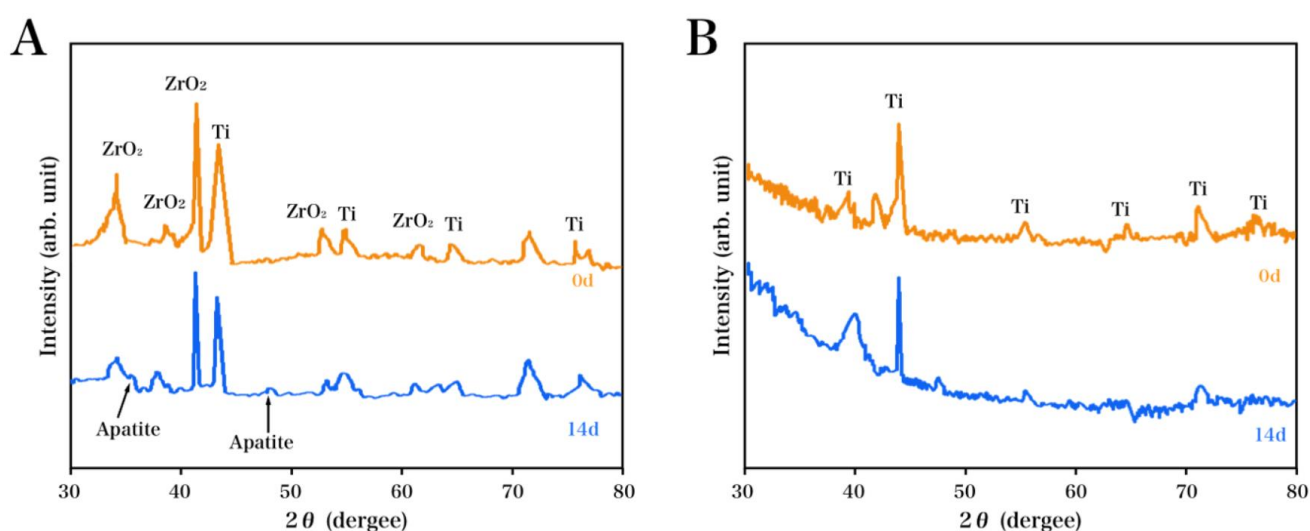 A
ZrO₂
Ti
ZrO₂
ZrO₂
ZrO₂
Ti
ZrO₂
Ti
Ti
0d
Apatite
Apatite
14d
Intensity (arb. unit)
30 40 50 60 70 80
2θ (dergee)
B
Ti
Ti
Ti
Ti
Ti
Ti
0d
14d
Intensity (arb. unit)
30 40 50 60 70 80
2θ (dergee)